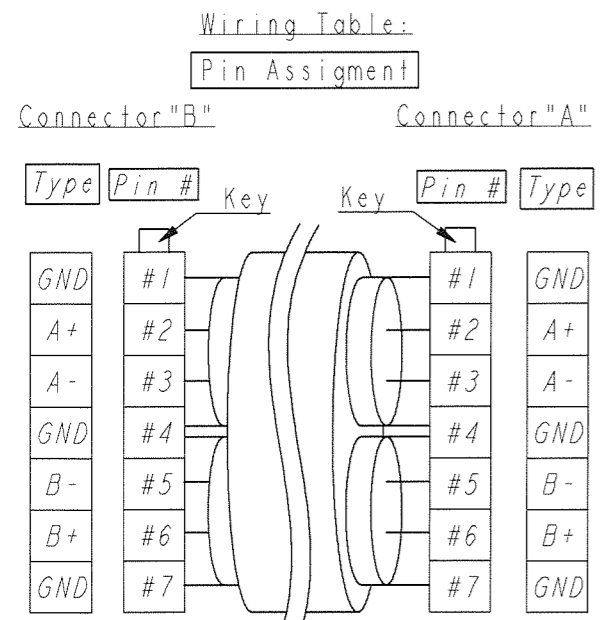 Wiring Table:
Pin Assigment
Connector"B" Connector"A"
Type Pin # Key Key Pin # Type
GND #1 #1 GND
A+ #2 #2 A+
A- #3 #3 A-
GND #4 #4 GND
B- #5 #5 B-
B+ #6 #6 B+
GND #7 #7 GND